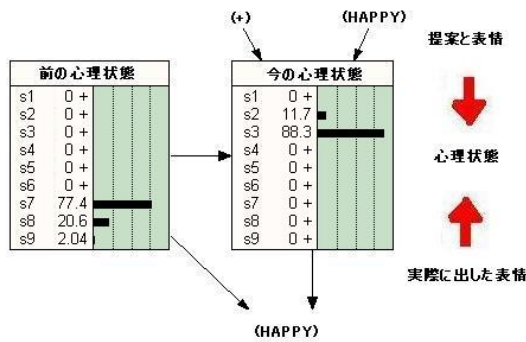 (+)
(HAPPY)
提案と表情
前の心理状態
s1 0 +
s2 0 +
s3 0 +
s4 0 +
s5 0 +
s6 0 +
s7 77.4
s8 20.6
s9 2.04
今の心理状態
s1 0 +
s2 11.7
s3 88.3
s4 0 +
s5 0 +
s6 0 +
s7 0 +
s8 0 +
s9 0 +
心理状態
実際に出した表情
(HAPPY)